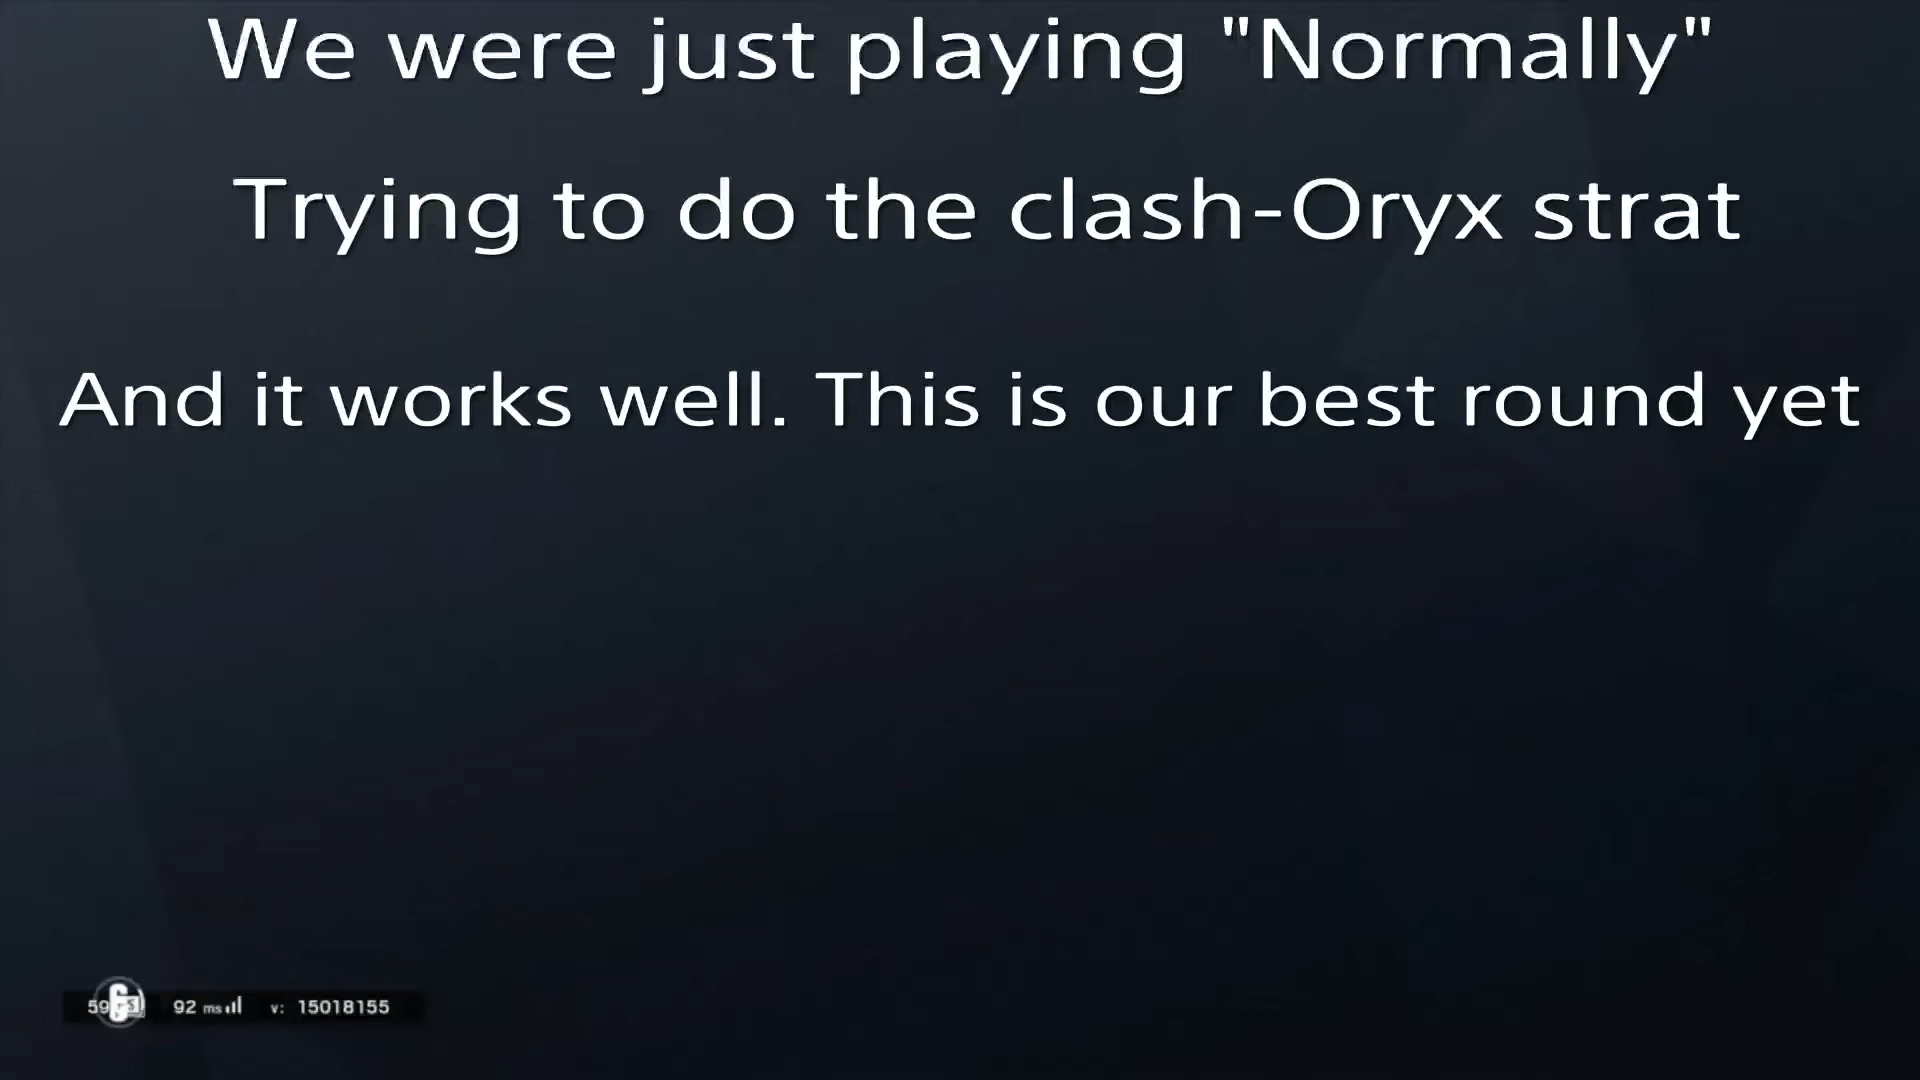 We were just playing "Normally"
Trying to do the clash-Oryx strat
And it works well. This is our best round yet
59 92 ms v: 15018155